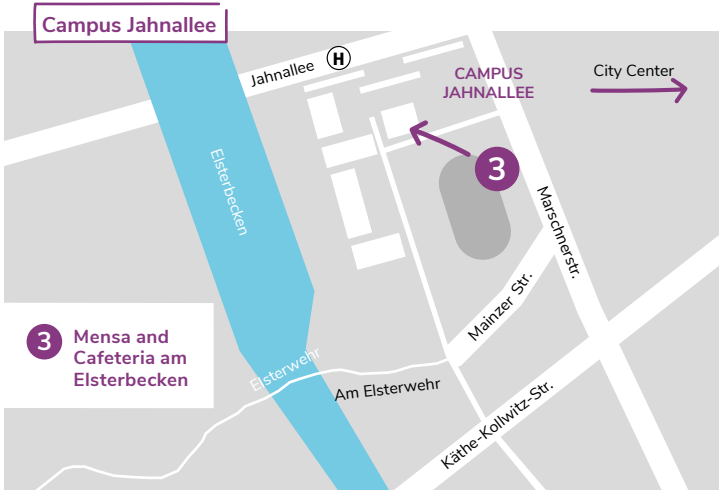 Campus Jahnallee
Jahnallee
H
CAMPUS
JAHNALLEE
City Center
3
Elsterbecken
Marschnerstr.
Mainzer Str.
3
Mensa and
Cafeteria am
Elsterbecken
Elsterwehr
Am Elsterwehr
Käthe-Kollwitz-Str.